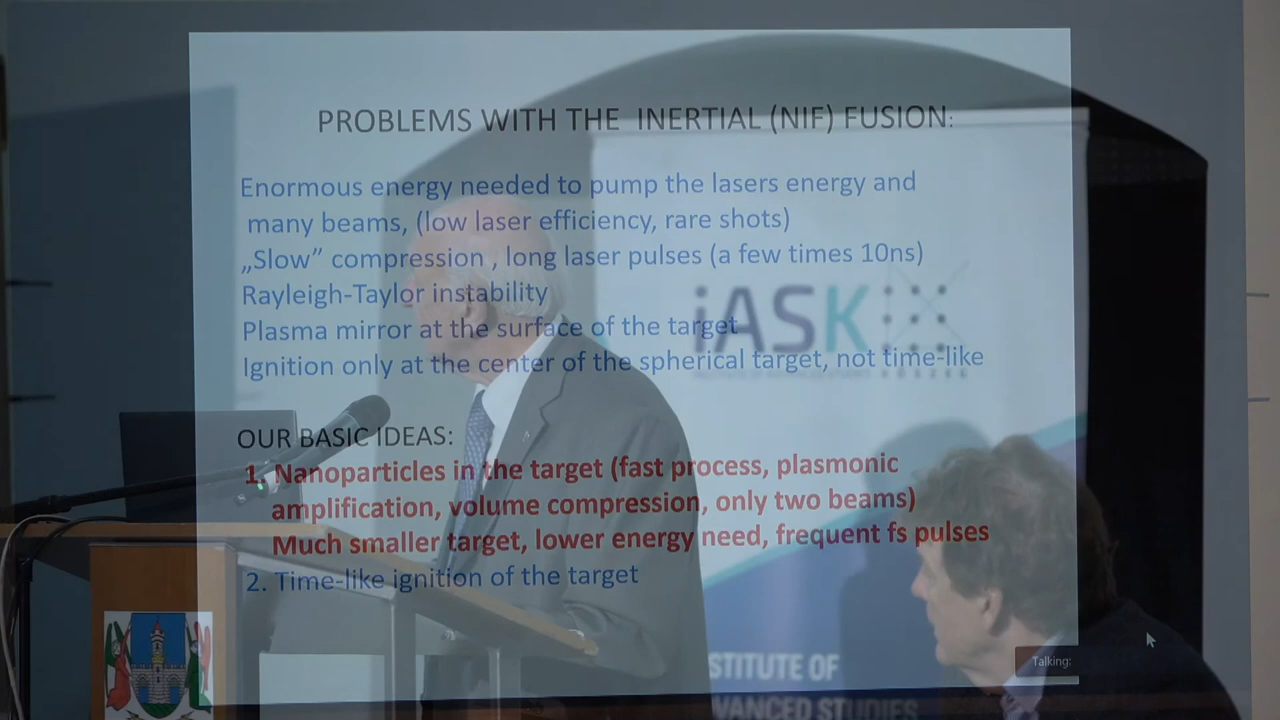 PROBLEMS WITH THE INERTIAL (NIF) FUSION:
Enormous energy needed to pump the lasers energy and
many beams, (low laser efficiency, rare shots)
„Slow” compression , long laser pulses (a few times 10ns)
Rayleigh-Taylor instability
Plasma mirror at the surface of the target
Ignition only at the center of the spherical target, not time-like
iASK
OUR BASIC IDEAS:
1. Nanoparticles in the target (fast process, plasmonic
amplification, volume compression, only two beams)
Much smaller target, lower energy need, frequent fs pulses
2. Time-like ignition of the target
Talking:
STITUTE OF
VANCED STUDIES